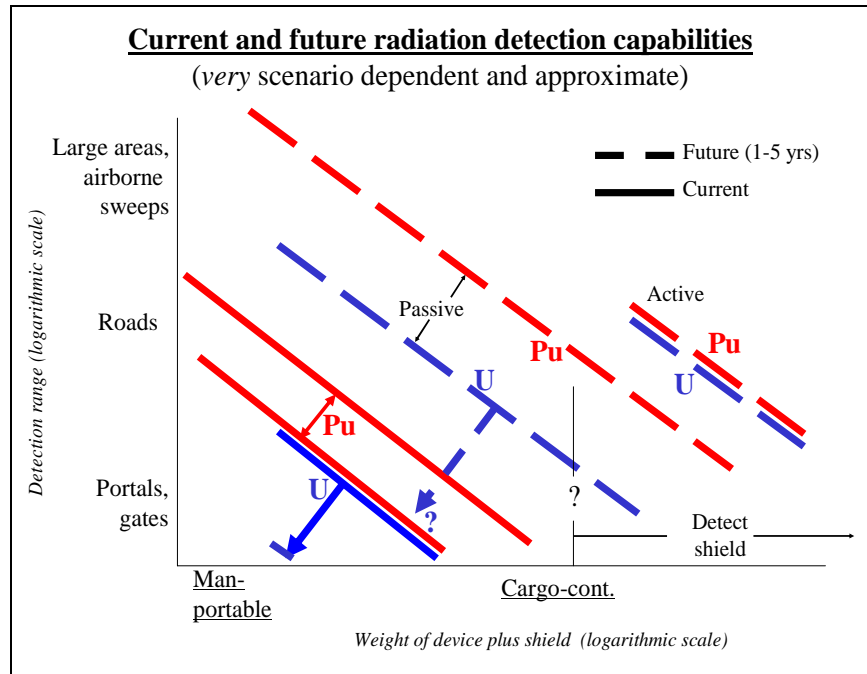 Current and future radiation detection capabilities
(very scenario dependent and approximate)
Large areas,
airborne
sweeps
Future (1-5 yrs)
Current
Detection range (logarithmic scale)
Roads
Passive
Active
Pu
Pu
U
U
Pu
U
?
?
Portals,
gates
Detect
shield
Man-
portable
Cargo-cont.
Weight of device plus shield (logarithmic scale)